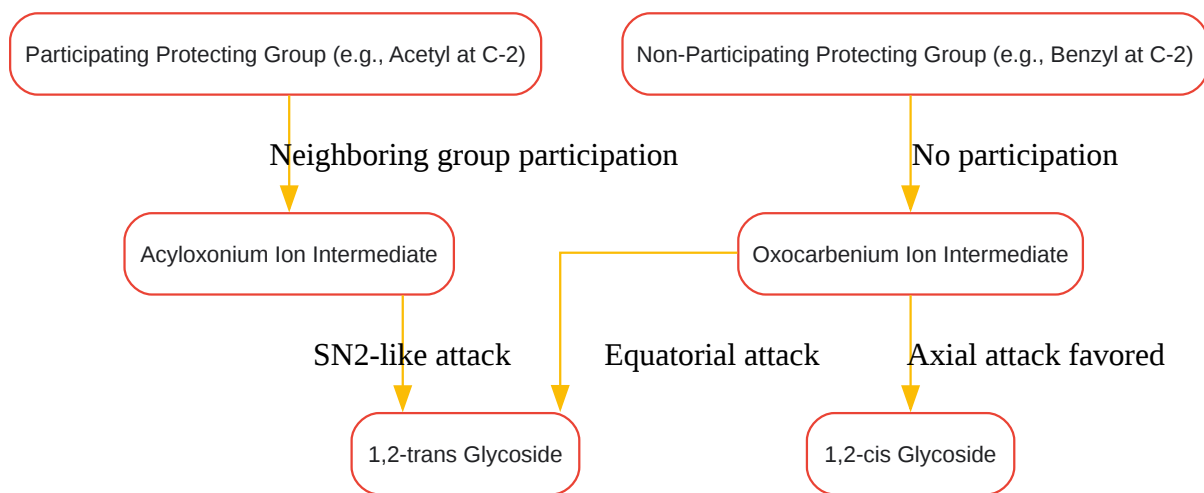 Participating Protecting Group (e.g., Acetyl at C-2)
Non-Participating Protecting Group (e.g., Benzyl at C-2)
Neighboring group participation
No participation
Acyloxonium Ion Intermediate
Oxocarbenium Ion Intermediate
SN2-like attack
Equatorial attack
Axial attack favored
1,2-trans Glycoside
1,2-cis Glycoside